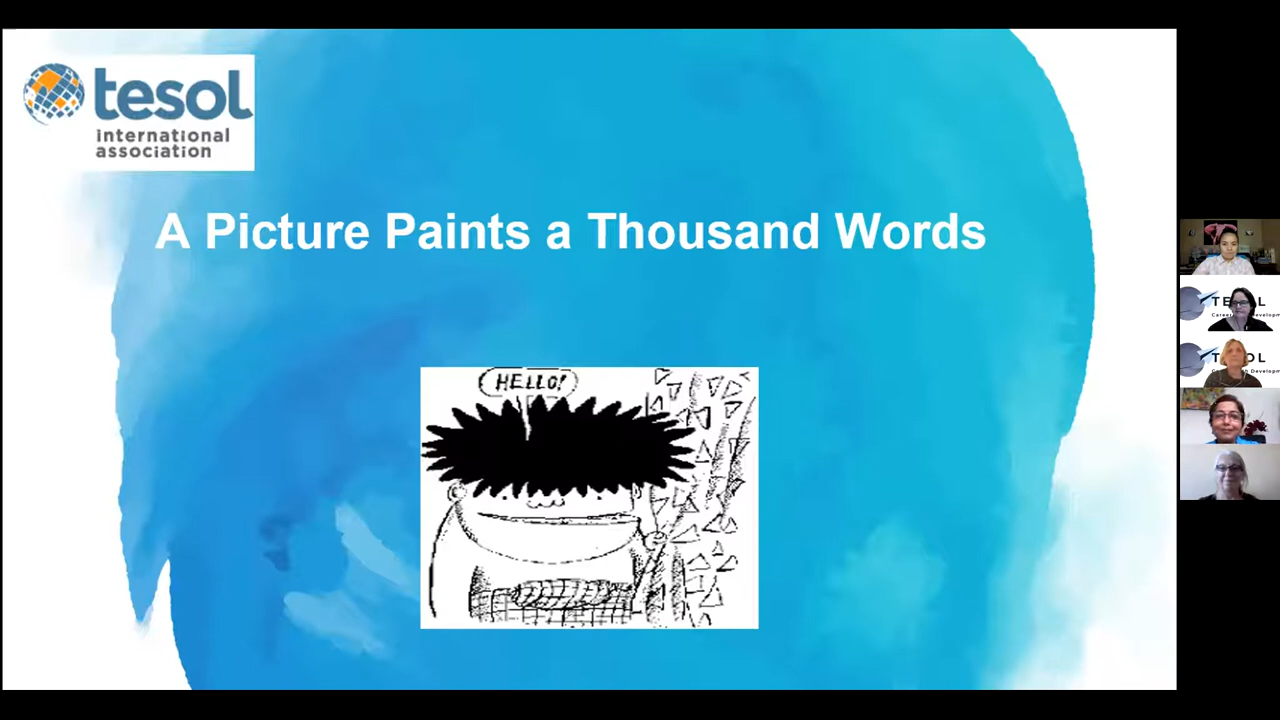 tesol
international
association
A Picture Paints a Thousand Words
HELLO!